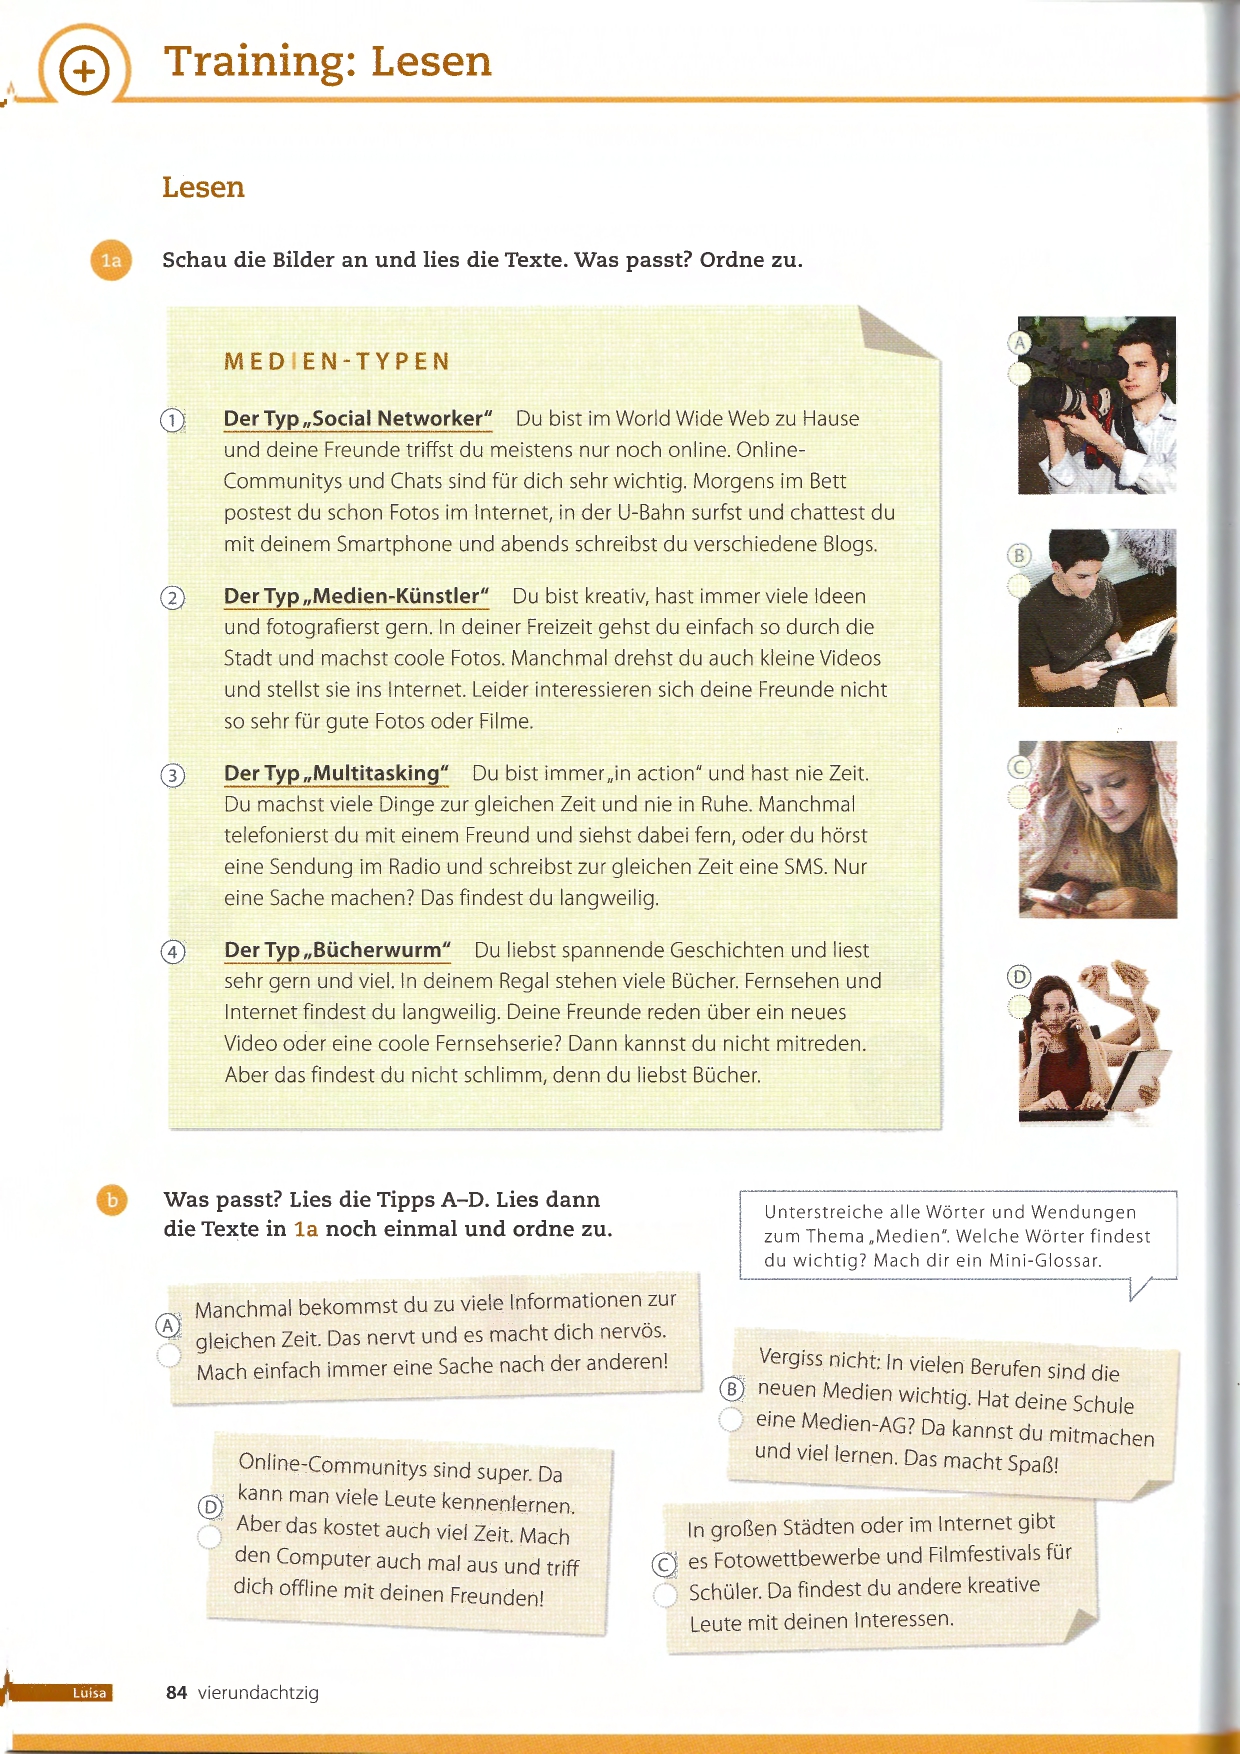 Training: Lesen
Lesen
1a
Schau die Bilder an und lies die Texte. Was passt? Ordne zu.
MEDIEN-TYPEN
1
Der Typ „Social Networker“ Du bist im World Wide Web zu Hause
und deine Freunde triffst du meistens nur noch online. Online-
Communitys und Chats sind für dich sehr wichtig. Morgens im Bett
postest du schon Fotos im Internet, in der U-Bahn surfst und chattest du
mit deinem Smartphone und abends schreibst du verschiedene Blogs.
2
Der Typ „Medien-Künstler“ Du bist kreativ, hast immer viele Ideen
und fotografierst gern. In deiner Freizeit gehst du einfach so durch die
Stadt und machst coole Fotos. Manchmal drehst du auch kleine Videos
und stellst sie ins Internet. Leider interessieren sich deine Freunde nicht
so sehr für gute Fotos oder Filme.
3
Der Typ „Multitasking“ Du bist immer „in action“ und hast nie Zeit.
Du machst viele Dinge zur gleichen Zeit und nie in Ruhe. Manchmal
telefonierst du mit einem Freund und siehst dabei fern, oder du hörst
eine Sendung im Radio und schreibst zur gleichen Zeit eine SMS. Nur
eine Sache machen? Das findest du langweilig.
4
Der Typ „Bücherwurm“ Du liebst spannende Geschichten und liest
sehr gern und viel. In deinem Regal stehen viele Bücher. Fernsehen und
Internet findest du langweilig. Deine Freunde reden über ein neues
Video oder eine coole Fernsehserie? Dann kannst du nicht mitreden.
Aber das findest du nicht schlimm, denn du liebst Bücher.
A
B
C
D
b
Was passt? Lies die Tipps A–D. Lies dann
die Texte in 1a noch einmal und ordne zu.
Unterstreiche alle Wörter und Wendungen
zum Thema „Medien“. Welche Wörter findest
du wichtig? Mach dir ein Mini-Glossar.
A
Manchmal bekommst du zu viele Informationen zur
gleichen Zeit. Das nervt und es macht dich nervös.
Mach einfach immer eine Sache nach der anderen!
B
Vergiss nicht: In vielen Berufen sind die
neuen Medien wichtig. Hat deine Schule
eine Medien-AG? Da kannst du mitmachen
und viel lernen. Das macht Spaß!
D
Online-Communitys sind super. Da
kann man viele Leute kennenlernen.
Aber das kostet auch viel Zeit. Mach
den Computer auch mal aus und triff
dich offline mit deinen Freunden!
C
In großen Städten oder im Internet gibt
es Fotowettbewerbe und Filmfestivals für
Schüler. Da findest du andere kreative
Leute mit deinen Interessen.
Luisa
84 vierundachtzig